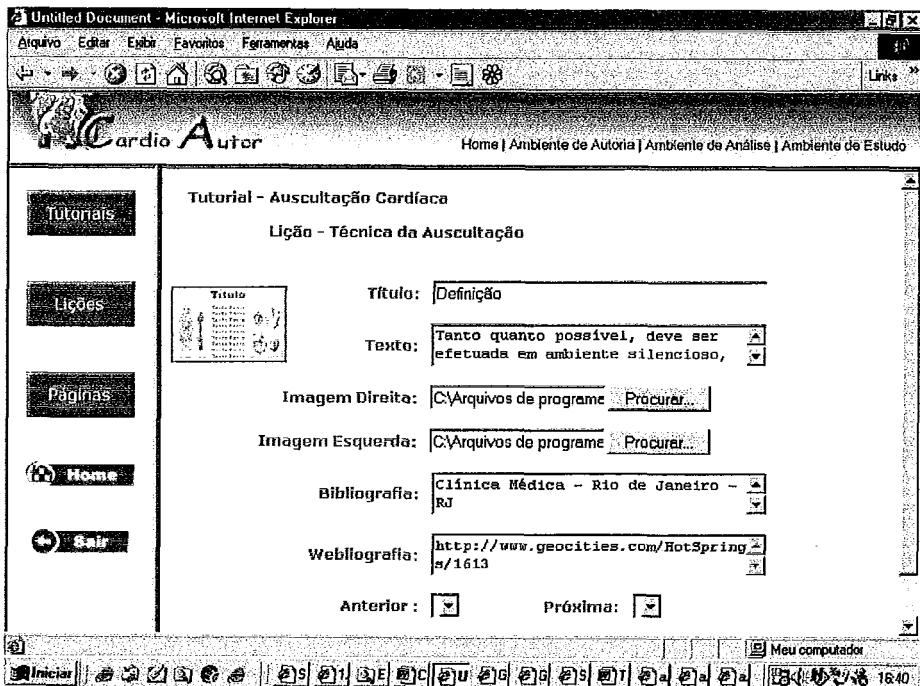 Untitled Document - Microsoft Internet Explorer
Arquivo Editar Exibir Favoritos Ferramentas Ajuda
Links »
Cardio Autor
Home | Ambiente de Autoria | Ambiente de Análise | Ambiente de Estudo
Tutoriais
Lições
Páginas
Home
Sair
Tutorial - Auscultação Cardíaca
Lição - Técnica da Auscultação
Título
Título: Definição
Texto: Tanto quanto possível, deve ser
efetuada em ambiente silencioso,
Imagem Direita: C:\Arquivos de programe Procurar...
Imagem Esquerda: C:\Arquivos de programe Procurar...
Bibliografia: Clínica Médica - Rio de Janeiro -
RJ
Webliografia: http://www.geocities.com/HotSpring
s/1613
Anterior : Próxima:
Meu computador
Iniciar 16:40